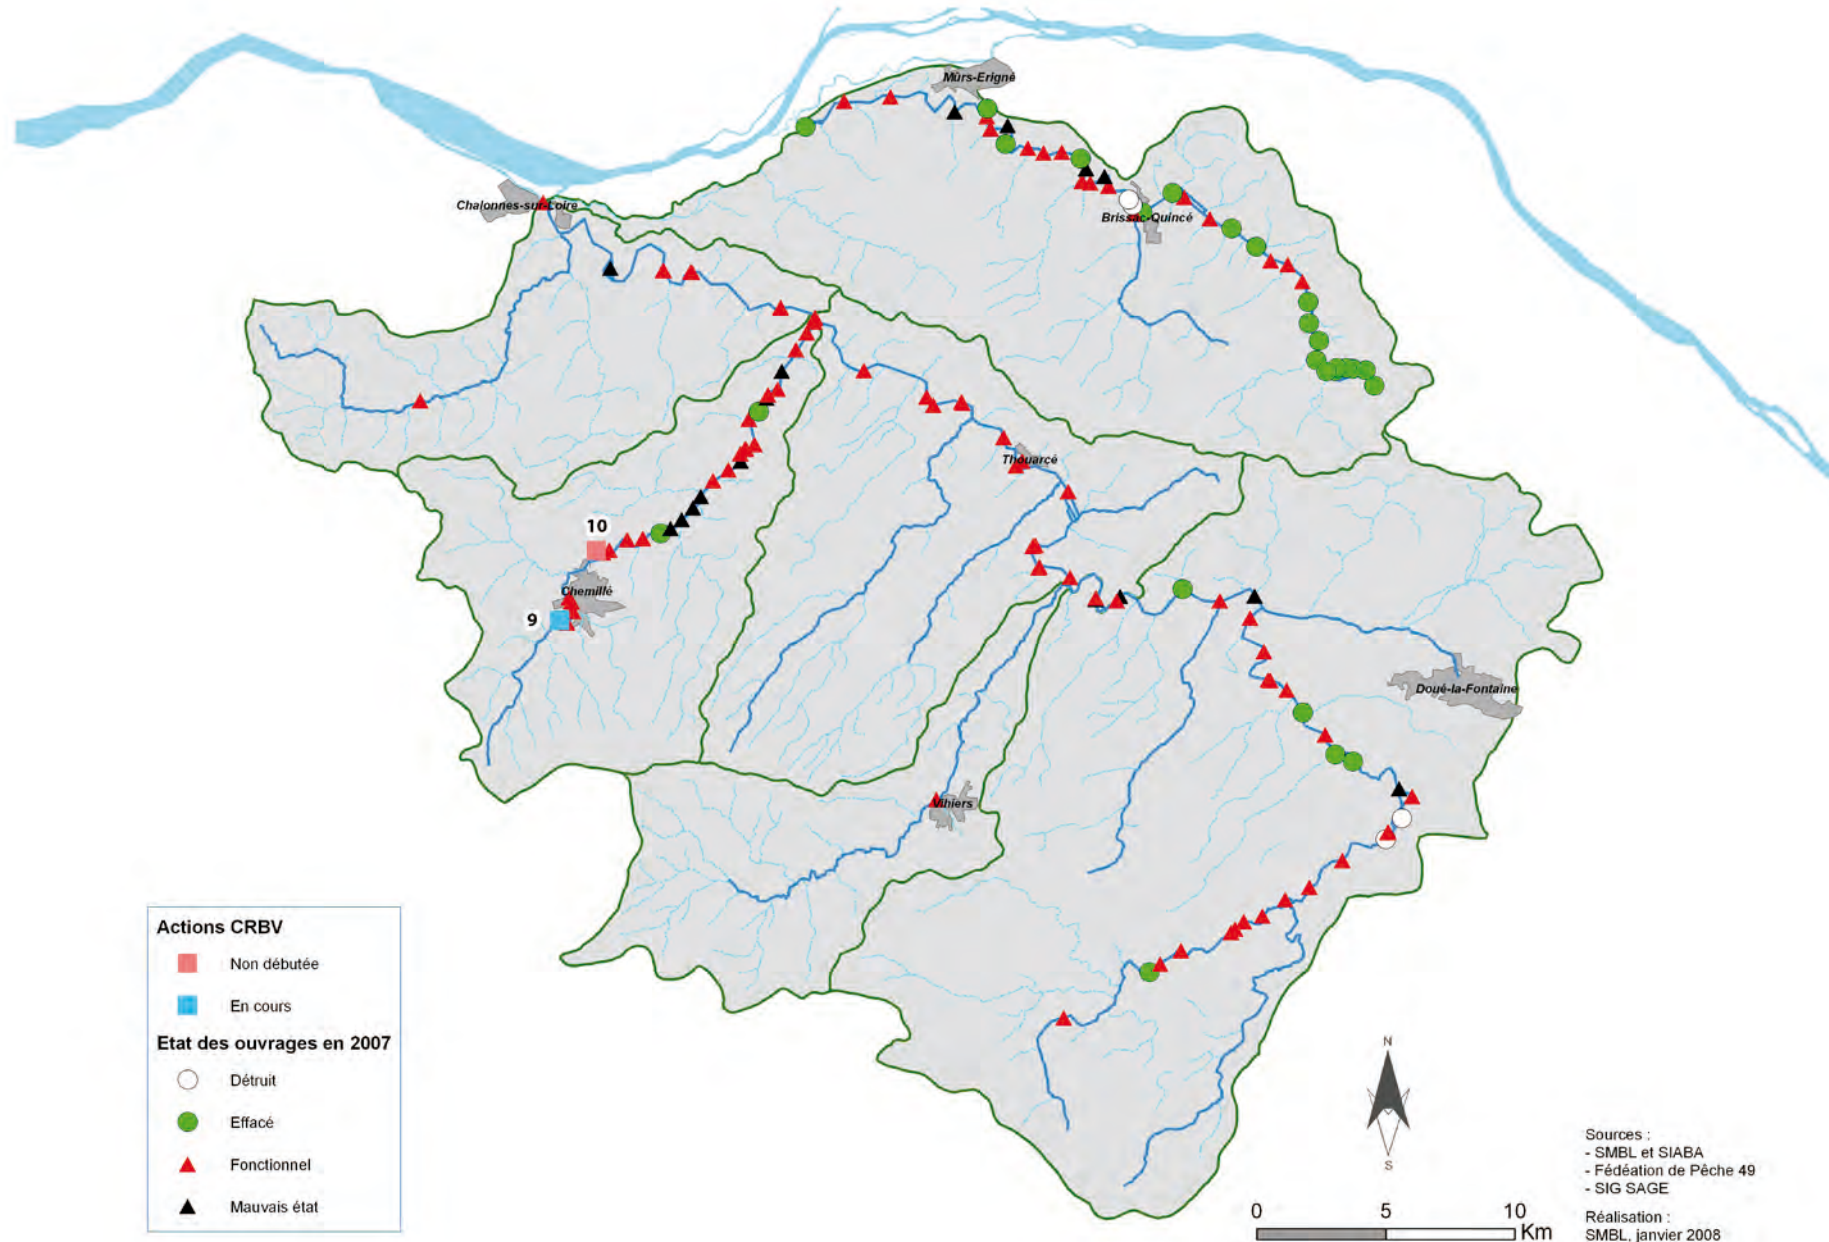 Mûrs-Erigné
Chalonnes-sur-Loire
Brissac-Quincé
Thouarcé
10
Chemillé
9
Doué-la-Fontaine
Vihiers
Actions CRBV
Non débutée
En cours
Etat des ouvrages en 2007
Détruit
Effacé
Fonctionnel
Mauvais état
N
S
0 5 10
Km
Sources :
- SMBL et SIABA
- Fédéation de Pêche 49
- SIG SAGE
Réalisation :
SMBL, janvier 2008